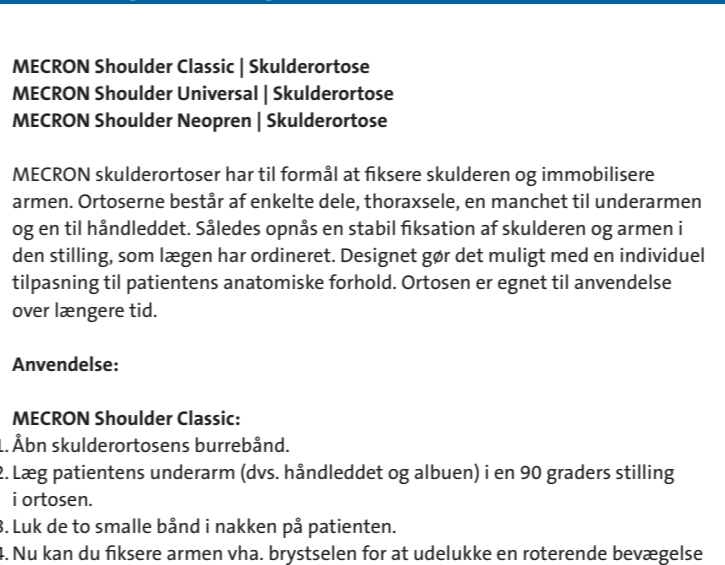 MECRON Shoulder Classic | Skulderortose
MECRON Shoulder Universal | Skulderortose
MECRON Shoulder Neopren | Skulderortose
MECRON skulderortoser har til formål at fiksere skulderen og immobilisere
armen. Ortoserne består af enkelte dele, thoraxsele, en manchet til underarmen
og en til håndleddet. Således opnås en stabil fiksation af skulderen og armen i
den stilling, som lægen har ordineret. Designet gør det muligt med en individuel
tilpasning til patientens anatomiske forhold. Ortosen er egnet til anvendelse
over længere tid.
Anvendelse:
MECRON Shoulder Classic:
1. Åbn skulderortosens burrebånd.
2. Læg patientens underarm (dvs. håndleddet og albuen) i en 90 graders stilling
i ortosen.
3. Luk de to smalle bånd i nakken på patienten.
4. Nu kan du fiksere armen vha. brystselen for at udelukke en roterende bevægelse